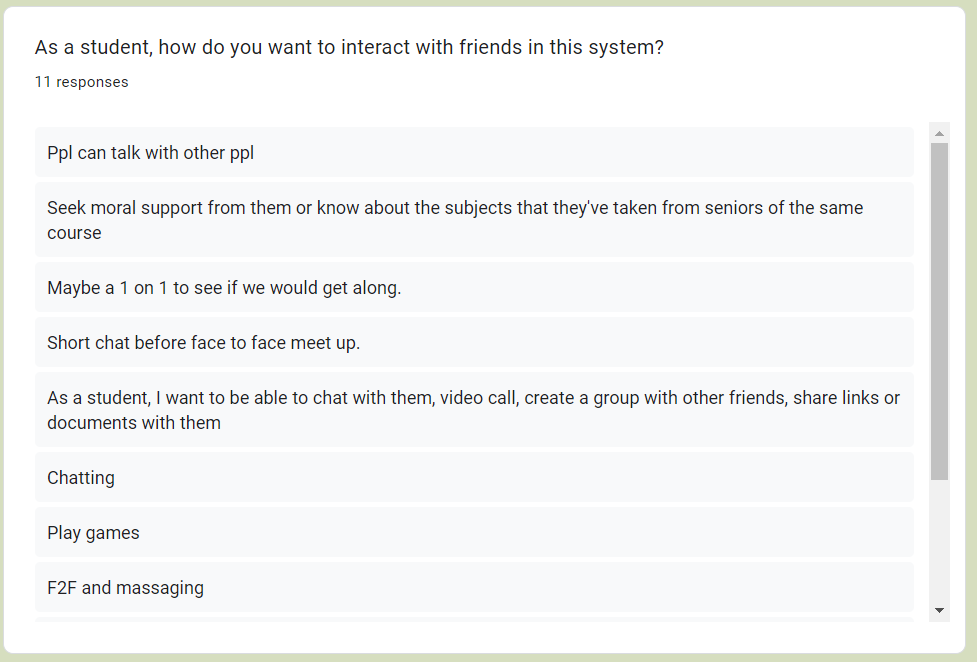 As a student, how do you want to interact with friends in this system?
11 responses
Ppl can talk with other ppl
Seek moral support from them or know about the subjects that they've taken from seniors of the same
course
Maybe a 1 on 1 to see if we would get along.
Short chat before face to face meet up.
As a student, I want to be able to chat with them, video call, create a group with other friends, share links or
documents with them
Chatting
Play games
F2F and massaging